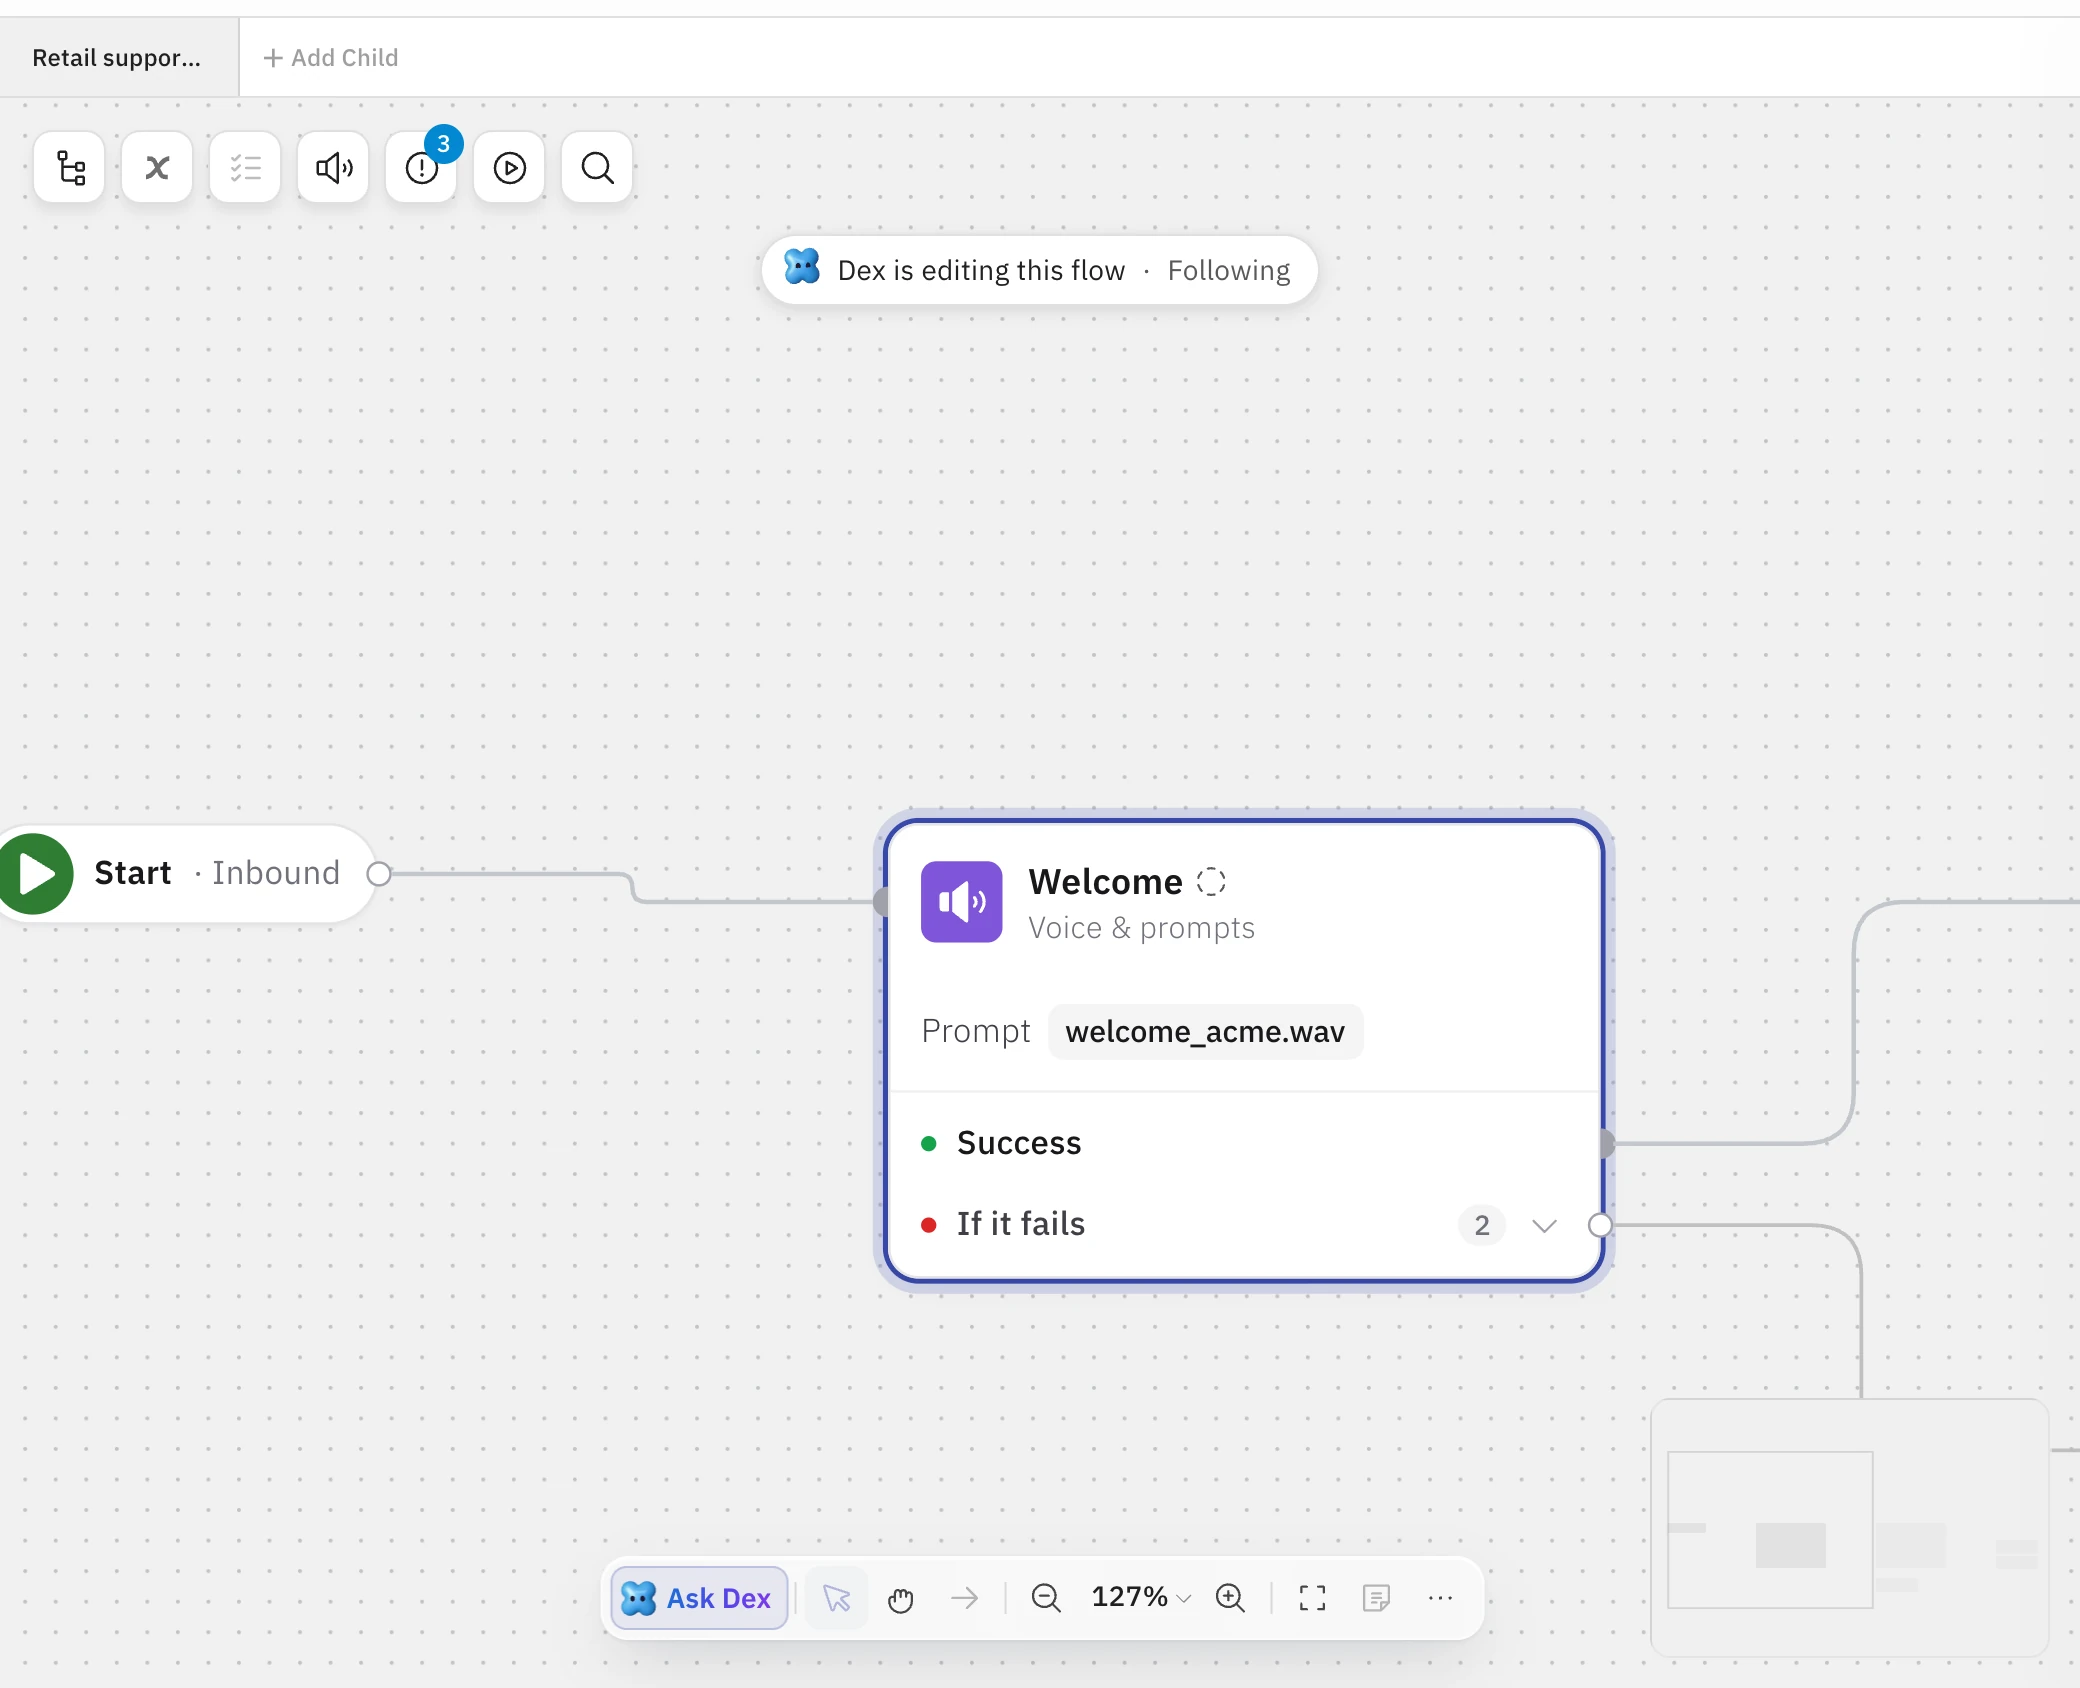 Retail suppor...
+ Add Child
3
Dex is editing this flow · Following
Start · Inbound
Welcome
Voice & prompts
Prompt welcome_acme.wav
Success
If it fails 2
Ask Dex 127%